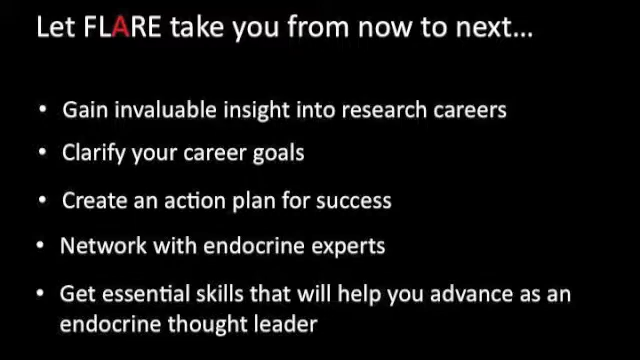 Let FLARE take you from now to next...
• Gain invaluable insight into research careers
• Clarify your career goals
• Create an action plan for success
• Network with endocrine experts
• Get essential skills that will help you advance as an
endocrine thought leader